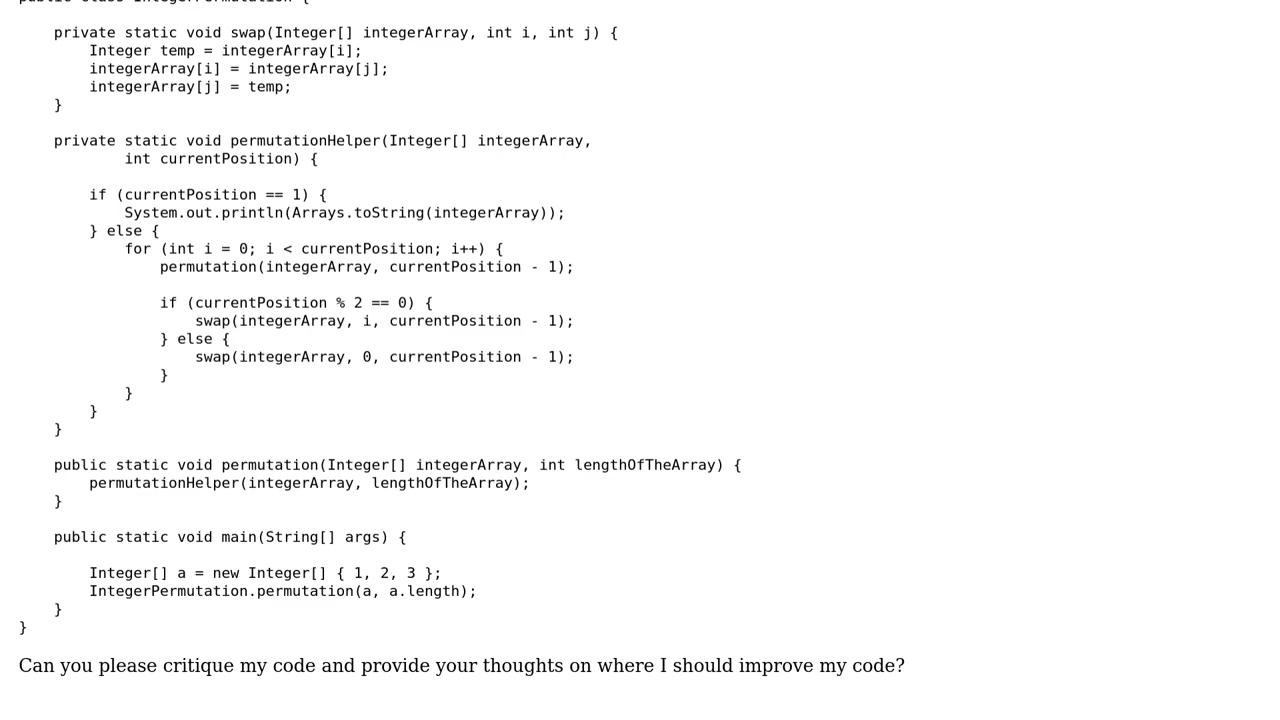 public class IntegerPermutation {
    private static void swap(Integer[] integerArray, int i, int j) {
        Integer temp = integerArray[i];
        integerArray[i] = integerArray[j];
        integerArray[j] = temp;
    }
    private static void permutationHelper(Integer[] integerArray,
            int currentPosition) {
        if (currentPosition == 1) {
            System.out.println(Arrays.toString(integerArray));
        } else {
            for (int i = 0; i < currentPosition; i++) {
                permutation(integerArray, currentPosition - 1);
                if (currentPosition % 2 == 0) {
                    swap(integerArray, i, currentPosition - 1);
                } else {
                    swap(integerArray, 0, currentPosition - 1);
                }
            }
        }
    }
    public static void permutation(Integer[] integerArray, int lengthOfTheArray) {
        permutationHelper(integerArray, lengthOfTheArray);
    }
    public static void main(String[] args) {
        Integer[] a = new Integer[] { 1, 2, 3 };
        IntegerPermutation.permutation(a, a.length);
    }
}
Can you please critique my code and provide your thoughts on where I should improve my code?